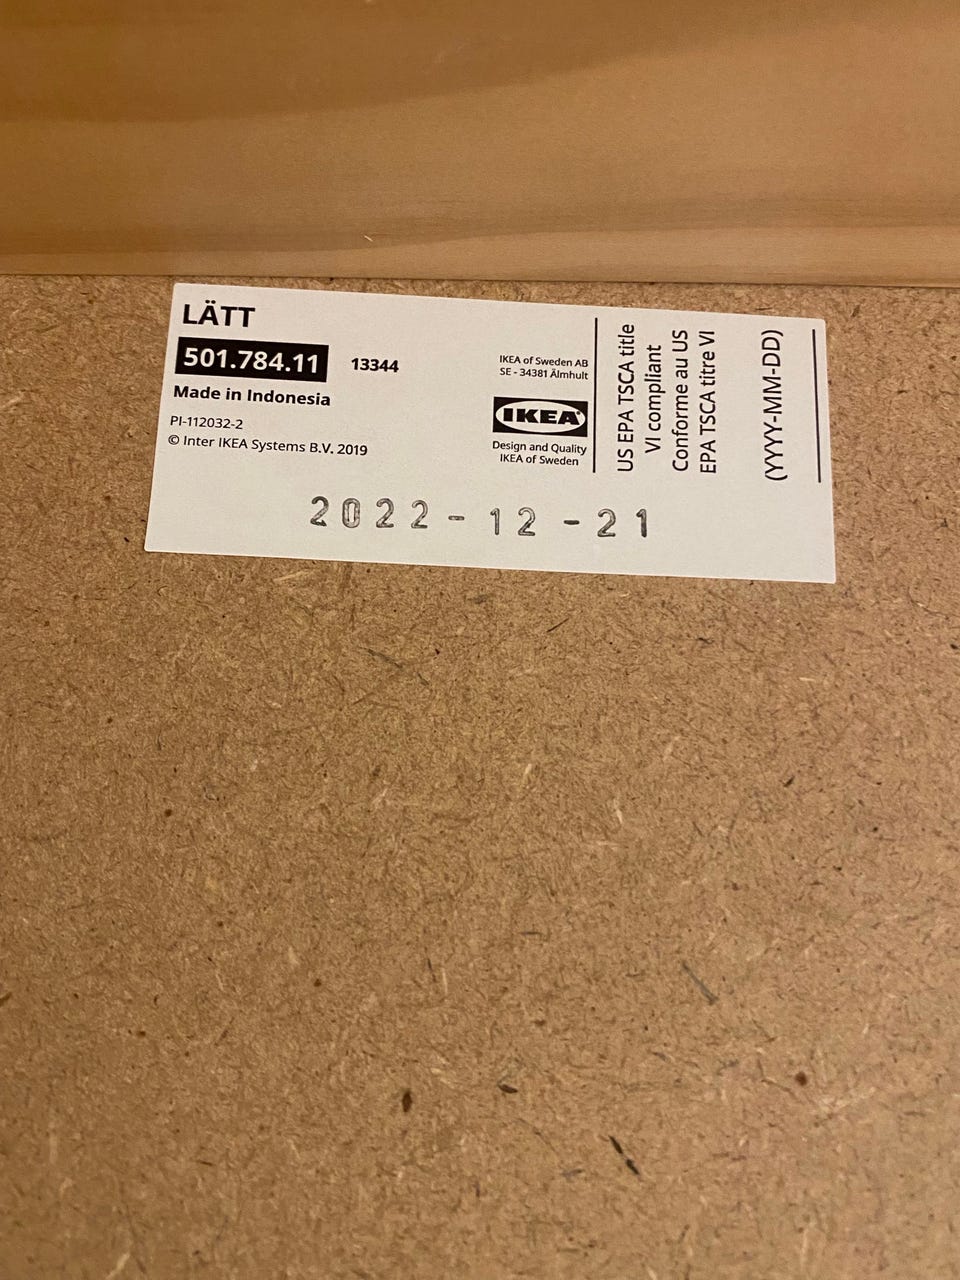 LÄTT
501.784.11 13344
Made in Indonesia
PI-112032-2
© Inter IKEA Systems B.V. 2019
IKEA of Sweden AB
SE - 34381 Älmhult
IKEA
Design and Quality
IKEA of Sweden
US EPA TSCA title
VI compliant
Conforme au US
EPA TSCA titre VI
(YYYY-MM-DD)
2022-12-21